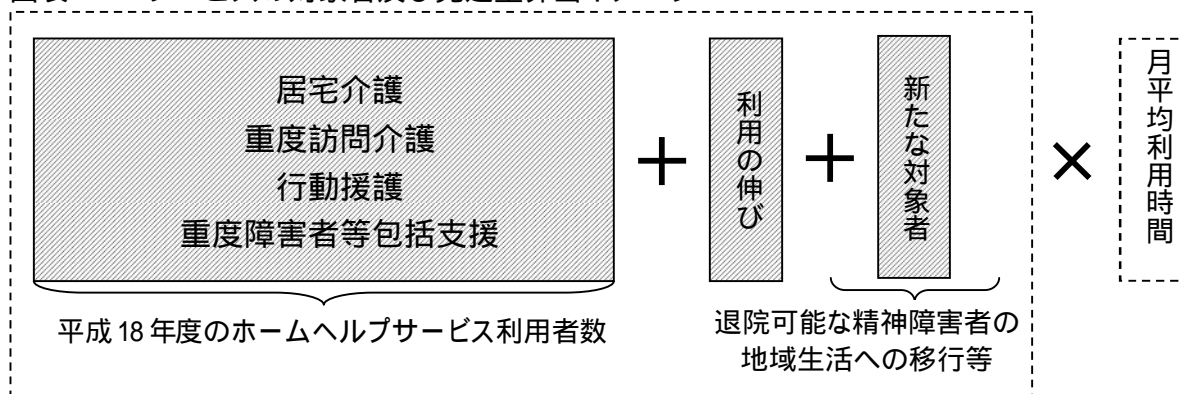 居宅介護
重度訪問介護
行動援護
重度障害者等包括支援
＋
利用の伸び
＋
新たな対象者
×
月平均利用時間
平成 18 年度のホームヘルプサービス利用者数
退院可能な精神障害者の
地域生活への移行等